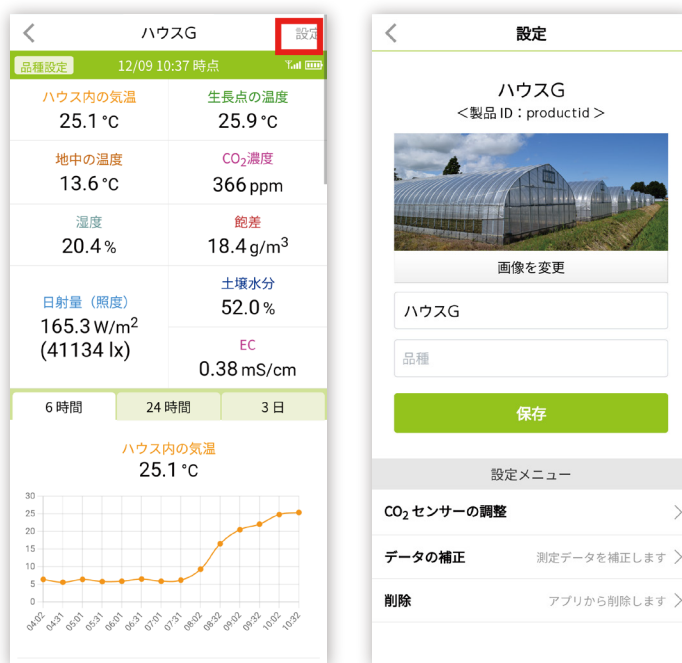 ハウスG
設定
品種設定
12/09 10:37 時点
ハウス内の気温
25.1 °C
生長点の温度
25.9 °C
地中の温度
13.6 °C
CO2濃度
366 ppm
湿度
20.4 %
飽差
18.4 g/m3
日射量（照度）
165.3 W/m2
(41134 lx)
土壌水分
52.0 %
EC
0.38 mS/cm
6 時間
24 時間
3 日
ハウス内の気温
25.1 °C
30
25
20
15
10
5
0
04:02
04:31
05:01
05:31
06:01
06:31
07:01
07:31
08:02
08:32
09:02
09:32
10:02
10:32
設定
ハウスG
＜製品 ID：productid＞
画像を変更
ハウスG
品種
保存
設定メニュー
CO2 センサーの調整
データの補正
測定データを補正します
削除
アプリから削除します